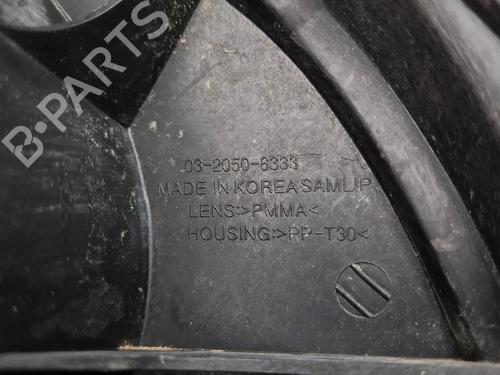 B-PARTS
03-2050-6333
MADE IN KOREA SAMLIP
LENS:>PMMA<
HOUSING:>PP-T30<